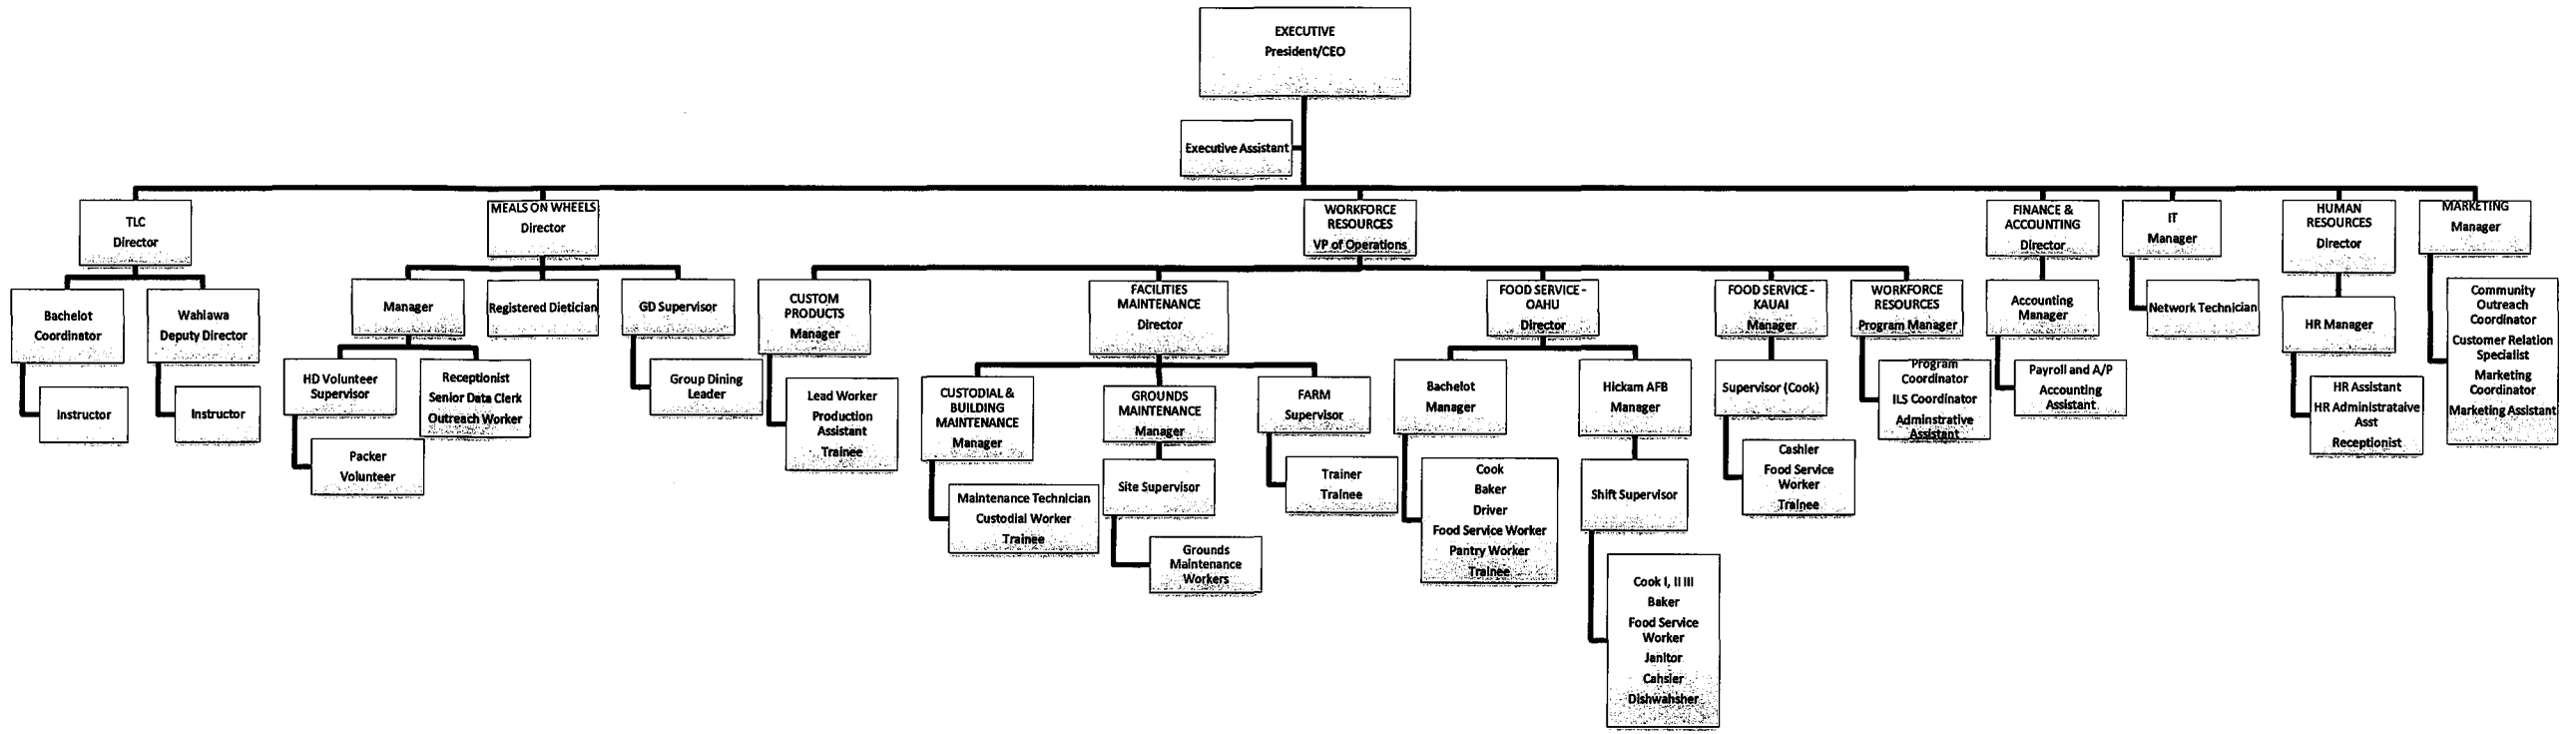 EXECUTIVE
President/CEO
Executive Assistant
TLC
Director
MEALS ON WHEELS
Director
WORKFORCE
RESOURCES
VP of Operations
FINANCE &
ACCOUNTING
Director
IT
Manager
HUMAN
RESOURCES
Director
MARKETING
Manager
Bachelot
Coordinator
Wahiawa
Deputy Director
Manager
Registered Dietician
GD Supervisor
CUSTOM
PRODUCTS
Manager
FACILITIES
MAINTENANCE
Director
FOOD SERVICE -
OAHU
Director
FOOD SERVICE -
KAUAI
Manager
WORKFORCE
RESOURCES
Program Manager
Accounting
Manager
Network Technician
HR Manager
Community
Outreach
Coordinator
Customer Relation
Specialist
Marketing
Coordinator
Marketing Assistant
Instructor
Instructor
HD Volunteer
Supervisor
Receptionist
Senior Data Clerk
Outreach Worker
Group Dining
Leader
Lead Worker
Production
Assistant
Trainee
CUSTODIAL &
BUILDING
MAINTENANCE
Manager
GROUNDS
MAINTENANCE
Manager
FARM
Supervisor
Bachelot
Manager
Hickam AFB
Manager
Supervisor (Cook)
Program
Coordinator
ILS Coordinator
Adminstrative
Assistant
Payroll and A/P
Accounting
Assistant
HR Assistant
HR Administrataive
Asst
Receptionist
Packer
Volunteer
Maintenance Technician
Custodial Worker
Trainee
Site Supervisor
Trainer
Trainee
Cook
Baker
Driver
Food Service Worker
Pantry Worker
Trainee
Shift Supervisor
Cashier
Food Service
Worker
Trainee
Grounds
Maintenance
Workers
Cook I, II III
Baker
Food Service
Worker
Janitor
Cahsier
Dishwahsher